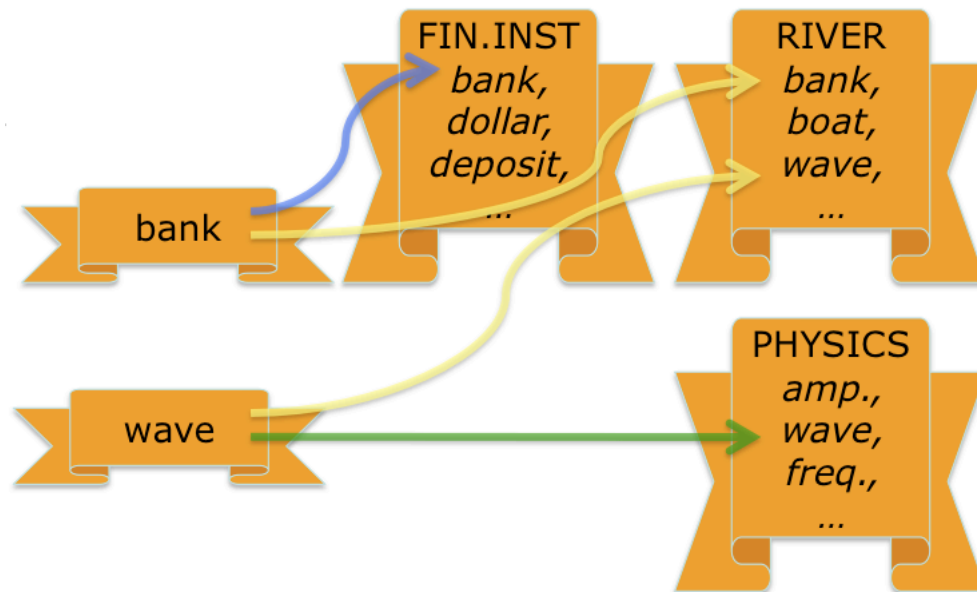 FIN.INST
bank,
dollar,
deposit,
...
RIVER
bank,
boat,
wave,
...
bank
PHYSICS
amp.,
wave,
freq.,
...
wave